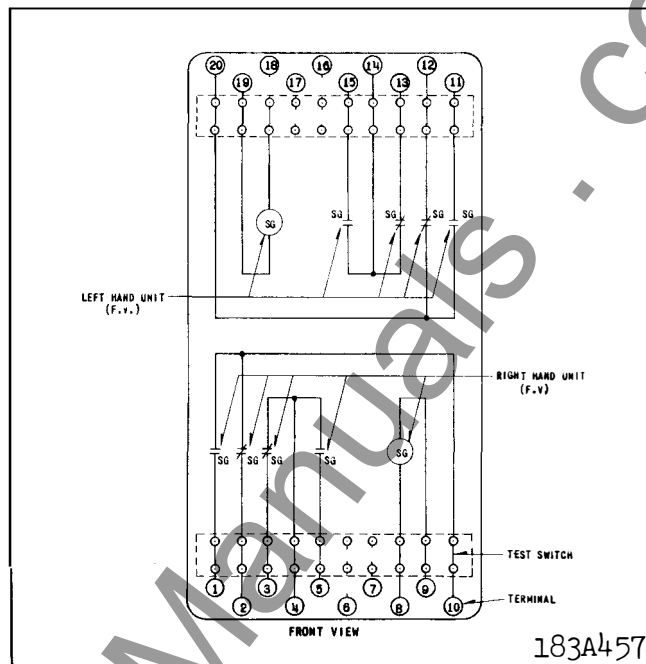 20 18 16 14 12
19 17 15 13 11
SG SG SG SG SG
LEFT HAND UNIT
(F.V.)
RIGHT HAND UNIT
(F.V)
SG SG SG SG SG
TEST SWITCH
1 3 5 7 9
2 4 6 8 10
TERMINAL
FRONT VIEW
183A457
Manuals . co